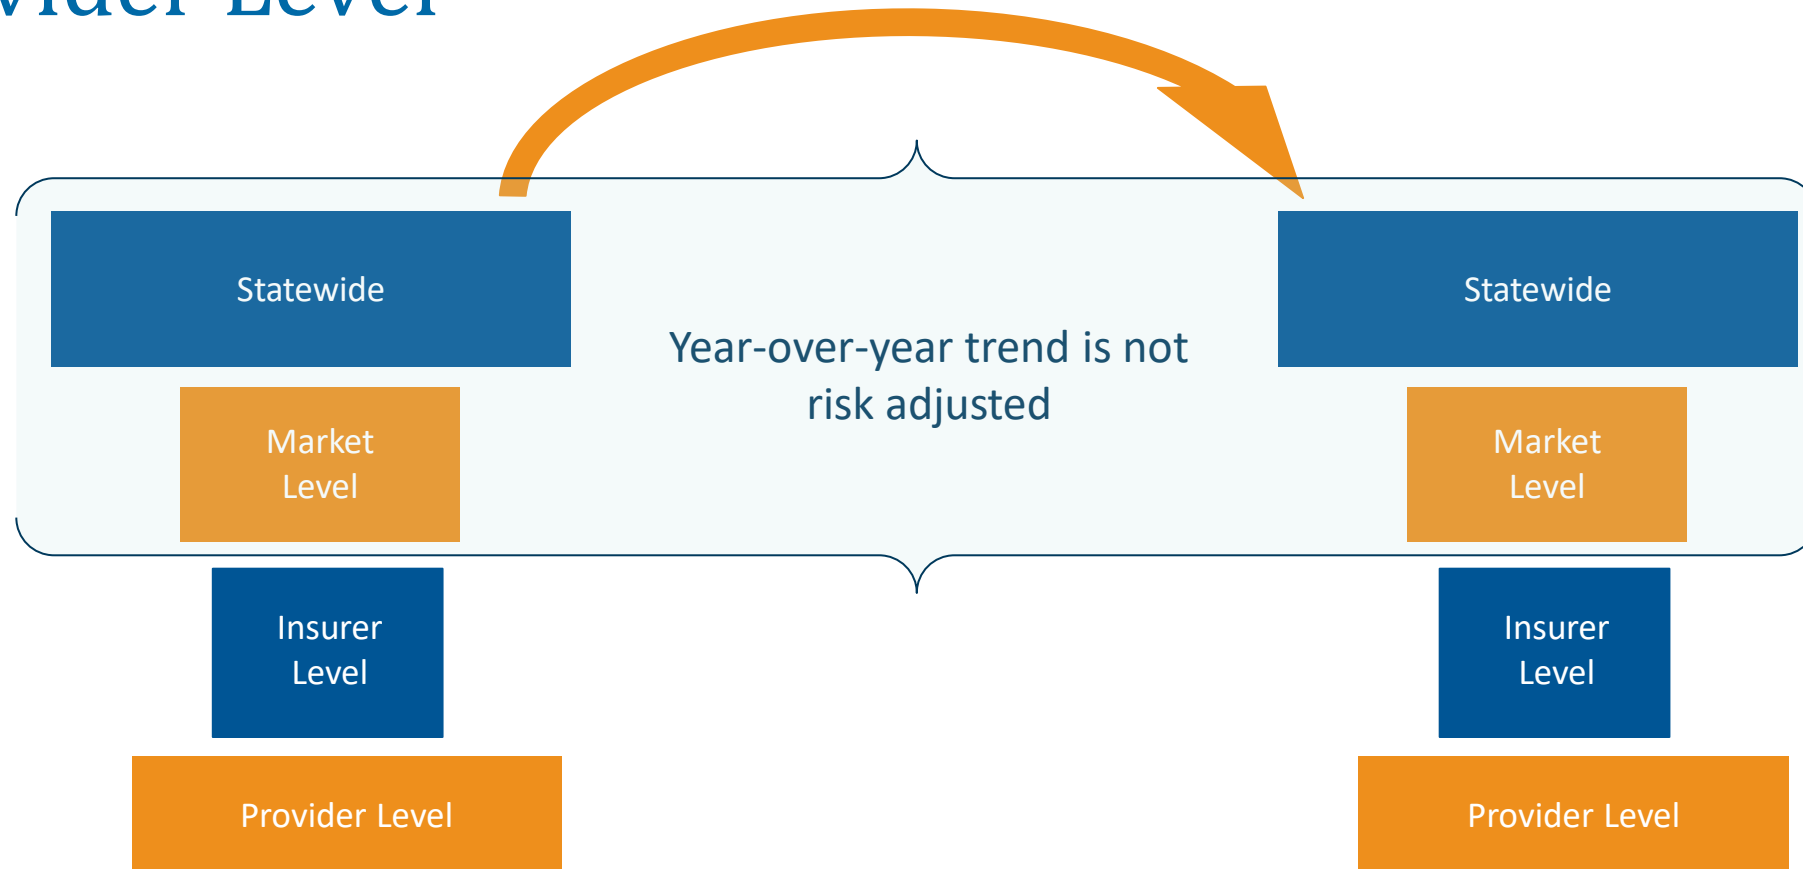 Level
Statewide
Statewide
Year-over-year trend is not
risk adjusted
Market
Level
Market
Level
Insurer
Level
Insurer
Level
Provider Level
Provider Level